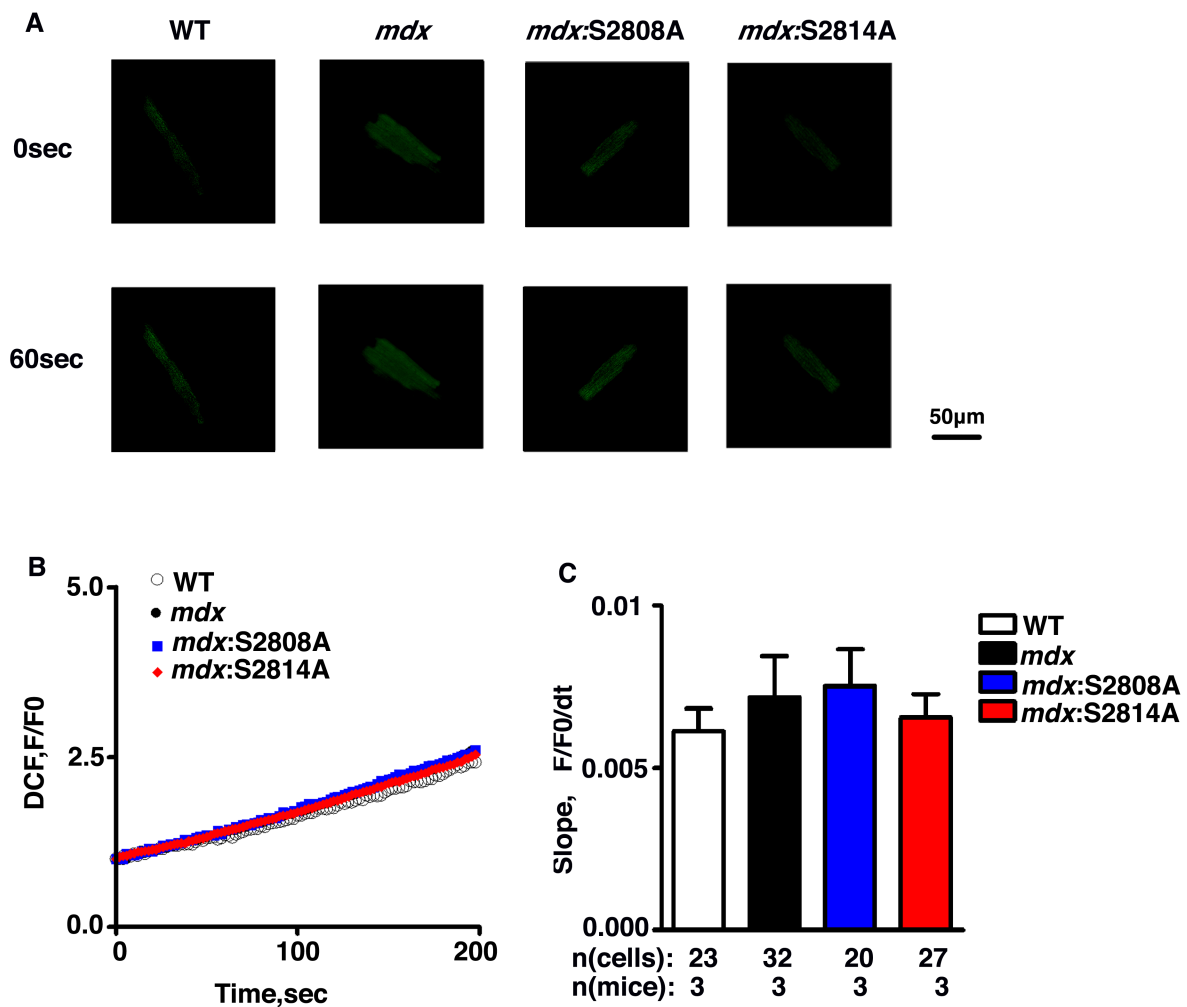 A
WT mdx mdx:S2808A mdx:S2814A
0sec
60sec
50µm
B
5.0
2.5
0.0
DCF,F/F0
WT
mdx
mdx:S2808A
mdx:S2814A
0 100 200
Time,sec
C
0.01
0.005
0.000
Slope, F/F0/dt
WT
mdx
mdx:S2808A
mdx:S2814A
n(cells): 23 32 20 27
n(mice): 3 3 3 3